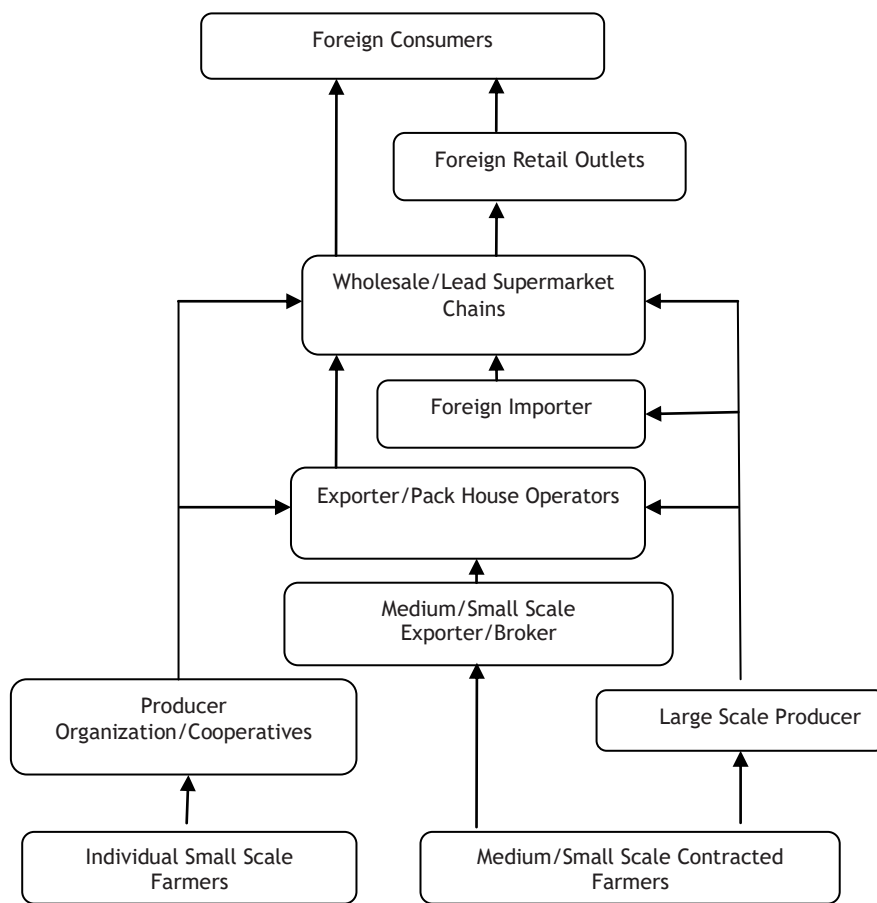 Foreign Consumers
Foreign Retail Outlets
Wholesale/Lead Supermarket
Chains
Foreign Importer
Exporter/Pack House Operators
Medium/Small Scale
Exporter/Broker
Producer
Organization/Cooperatives
Large Scale Producer
Individual Small Scale
Farmers
Medium/Small Scale Contracted
Farmers